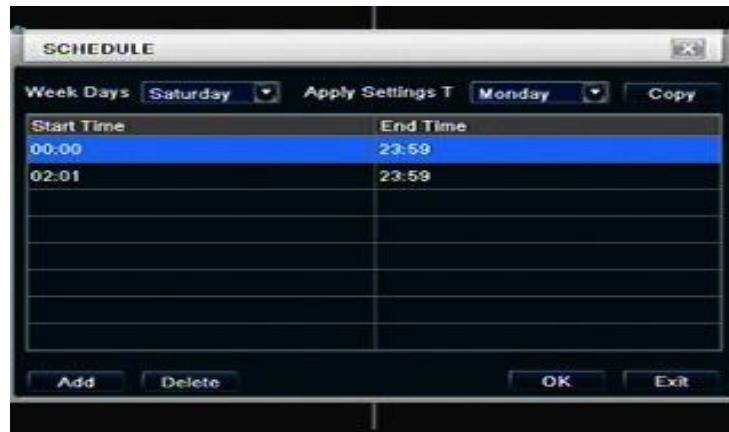 SCHEDULE
Week Days Saturday Apply Settings T Monday Copy
Start Time End Time
00:00 23:59
02:01 23:59
Add Delete OK Exit